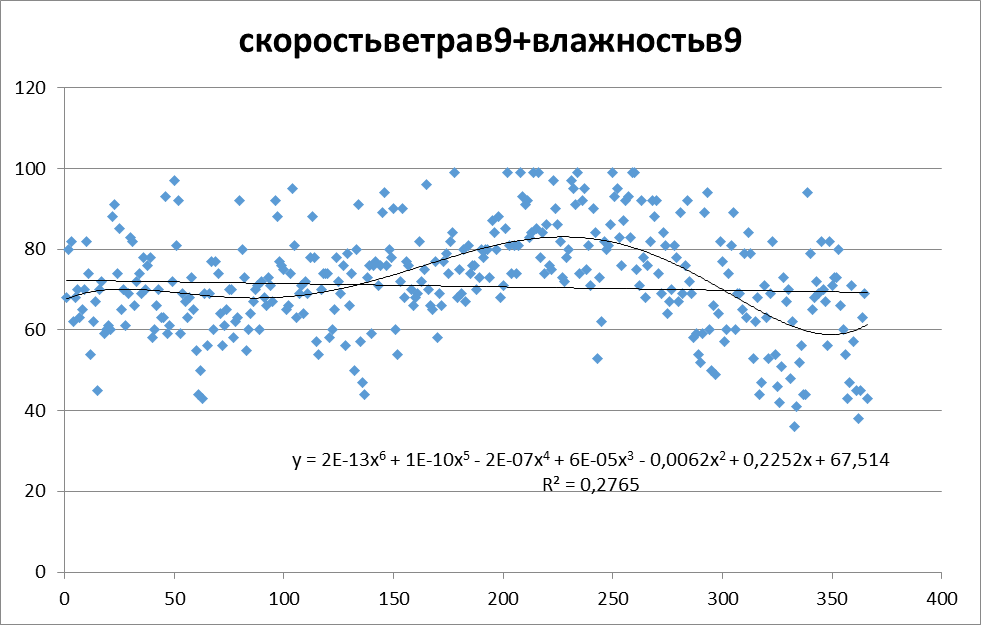 скоростьветрав9+влажностьв9
120
100
80
60
40
20
0
y = 2E-13x⁶ + 1E-10x⁵ - 2E-07x⁴ + 6E-05x³ - 0,0062x² + 0,2252x + 67,514
R² = 0,2765
0 50 100 150 200 250 300 350 400